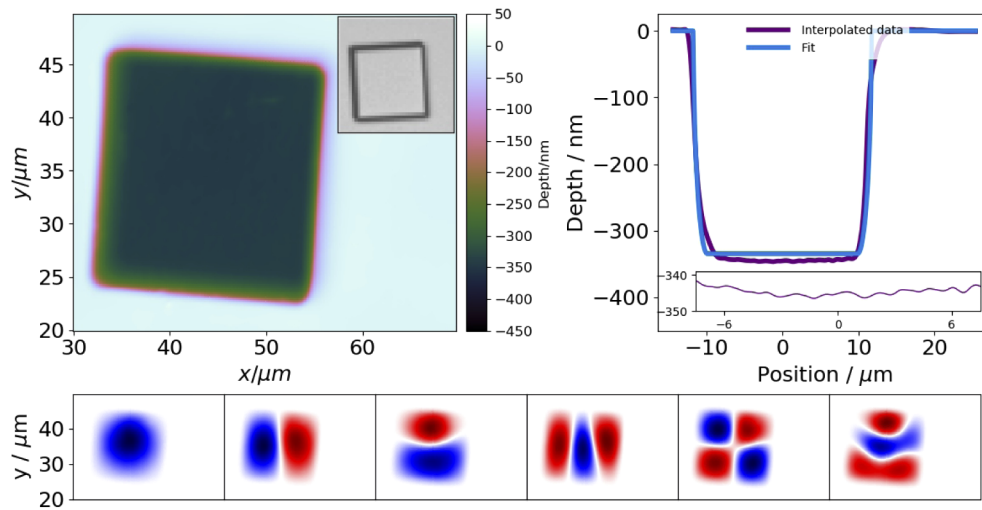 50
0
−50
−100
−150
−200
−250
−300
−350
−400
−450
Depth/nm
45
40
35
30
25
20
y/μm
30 40 50 60
x/μm
Interpolated data
Fit
0
−100
−200
−300
−400
Depth / nm
−339
−350
−6 0 6
−10 0 10 20
Position / μm
40
30
20
y / μm